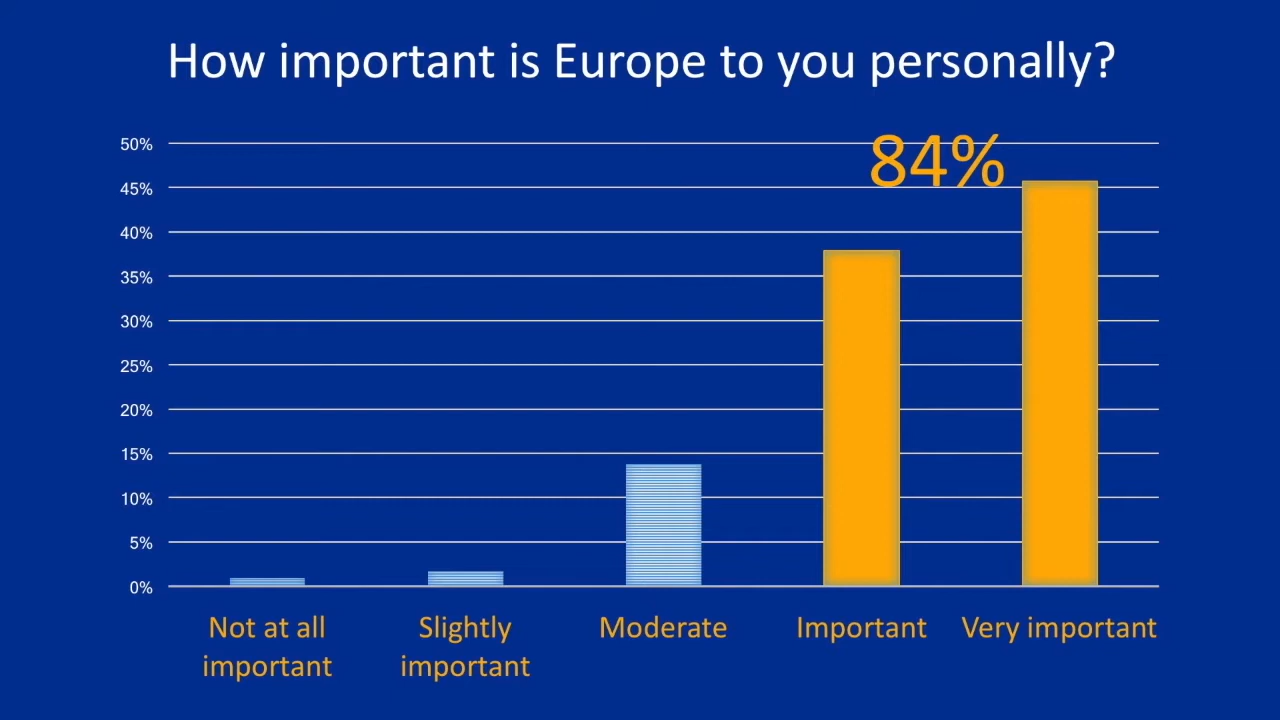 How important is Europe to you personally?
84%
50%
45%
40%
35%
30%
25%
20%
15%
10%
5%
0%
Not at all
important
Slightly
important
Moderate
Important
Very important